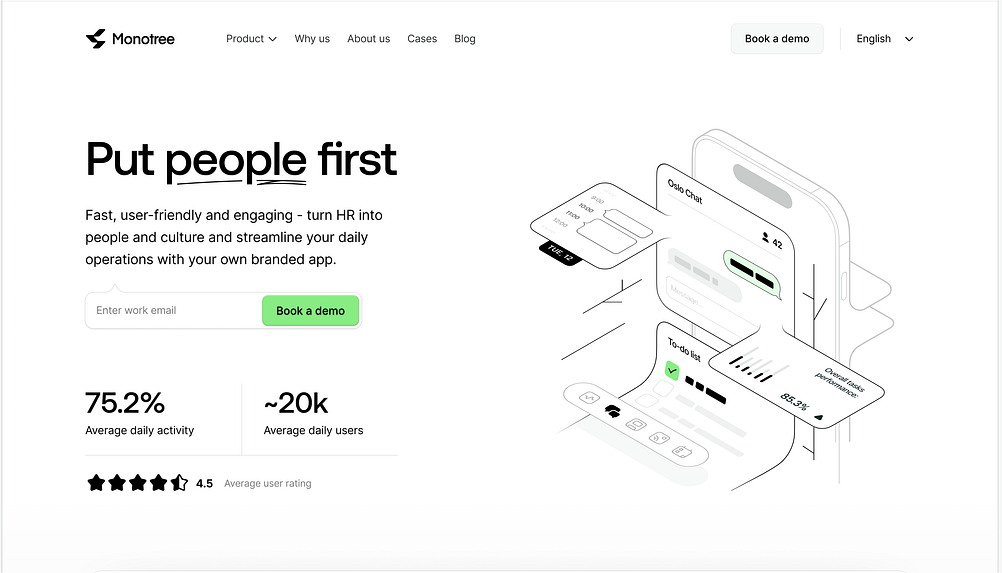 Monotree
Product
Why us
About us
Cases
Blog
Book a demo
English
Put people first
Fast, user-friendly and engaging - turn HR into
people and culture and streamline your daily
operations with your own branded app.
Enter work email
Book a demo
75.2%
Average daily activity
~20k
Average daily users
4.5
Average user rating
9:00
10:00
11:00
12:00
TUE, 12
Oslo Chat
42
Message...
To-do list
Overall tasks
performance:
85.3%